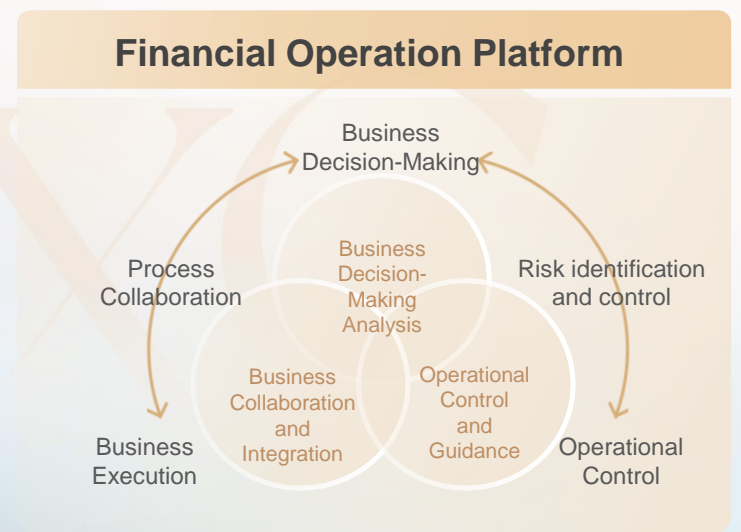 Financial Operation Platform
Business
Decision-Making
Process
Collaboration
Risk identification
and control
Business
Decision-
Making
Analysis
Business
Collaboration
and
Integration
Operational
Control
and
Guidance
Business
Execution
Operational
Control